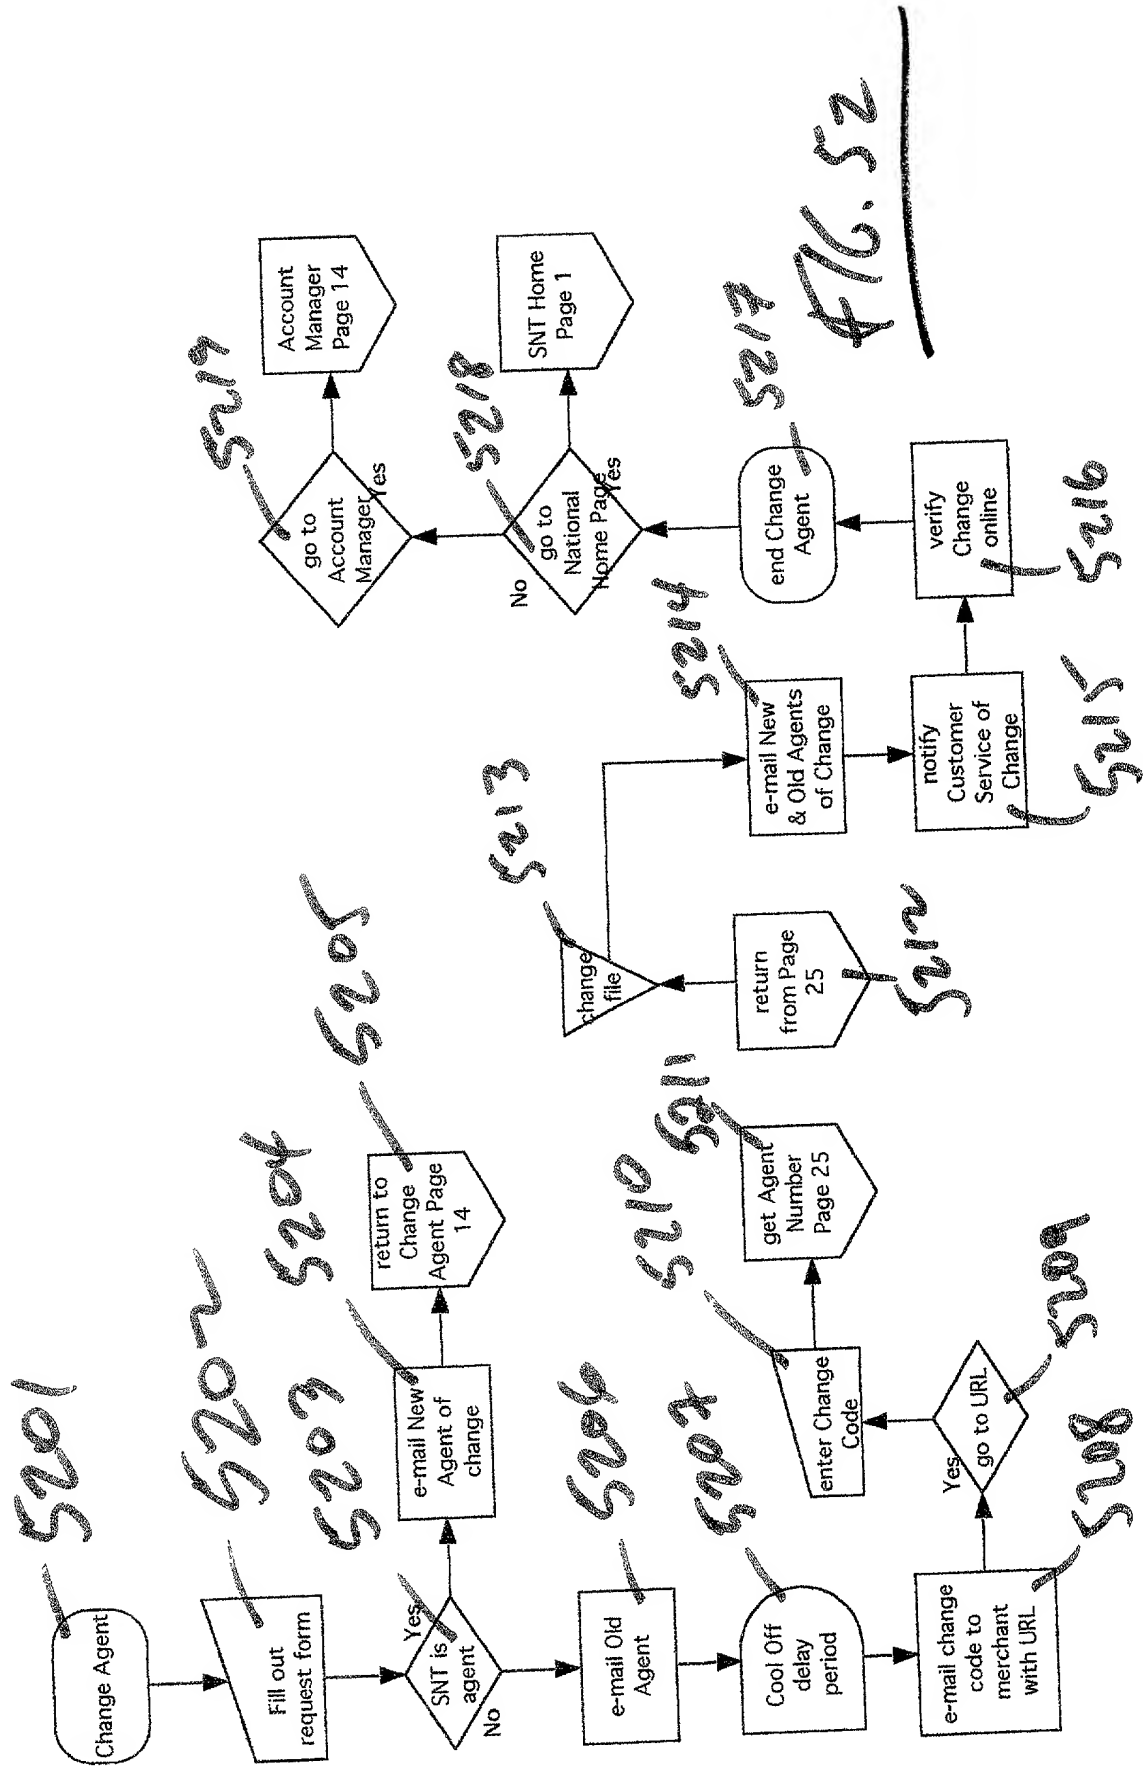 5201
Change Agent
5202
Fill out
request form
5203
Yes
SNT is
agent
No
5204
e-mail New
Agent of
change
5205
return to
Change
Agent Page
14
5206
e-mail Old
Agent
5207
Cool Off
delay
period
5208
e-mail change
code to
merchant
with URL
5209
Yes
go to URL
5210
enter Change
Code
5211
get Agent
Number
Page 25
5212
return
from Page
25
5213
change
file
5214
e-mail New
& Old Agents
of Change
5215
notify
Customer
Service of
Change
5216
verify
Change
online
5217
end Change
Agent
5218
go to
National
Home Page
Yes
No
SNT Home
Page 1
5219
go to
Account
Manager
Yes
Account
Manager
Page 14
FIG. 52